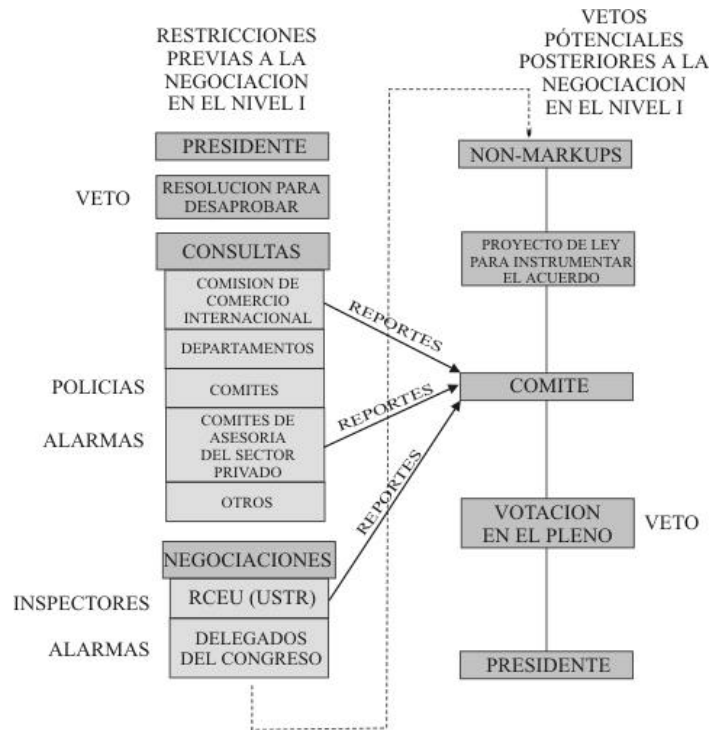 RESTRICCIONES
PREVIAS A LA
NEGOCIACION
EN EL NIVEL I
PRESIDENTE
VETO
RESOLUCION PARA
DESAPROBAR
CONSULTAS
COMISION DE
COMERCIO
INTERNACIONAL
DEPARTAMENTOS
POLICIAS
COMITES
ALARMAS
COMITES DE
ASESORIA
DEL SECTOR
PRIVADO
OTROS
NEGOCIACIONES
INSPECTORES
RCEU (USTR)
ALARMAS
DELEGADOS
DEL CONGRESO
REPORTES
REPORTES
REPORTES
VETOS
PÓTENCIALES
POSTERIORES A LA
NEGOCIACION
EN EL NIVEL I
NON-MARKUPS
PROYECTO DE LEY
PARA INSTRUMENTAR
EL ACUERDO
COMITE
VOTACION
EN EL PLENO
VETO
PRESIDENTE